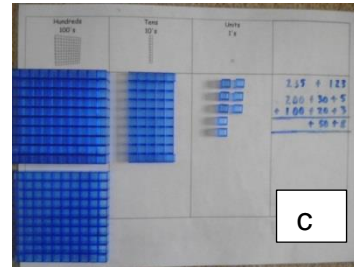 Hundreds Tens Units
100's 10's 1's
235 + 123
200 + 30 + 5
+ 100 + 20 + 3
+ 50 + 8
C